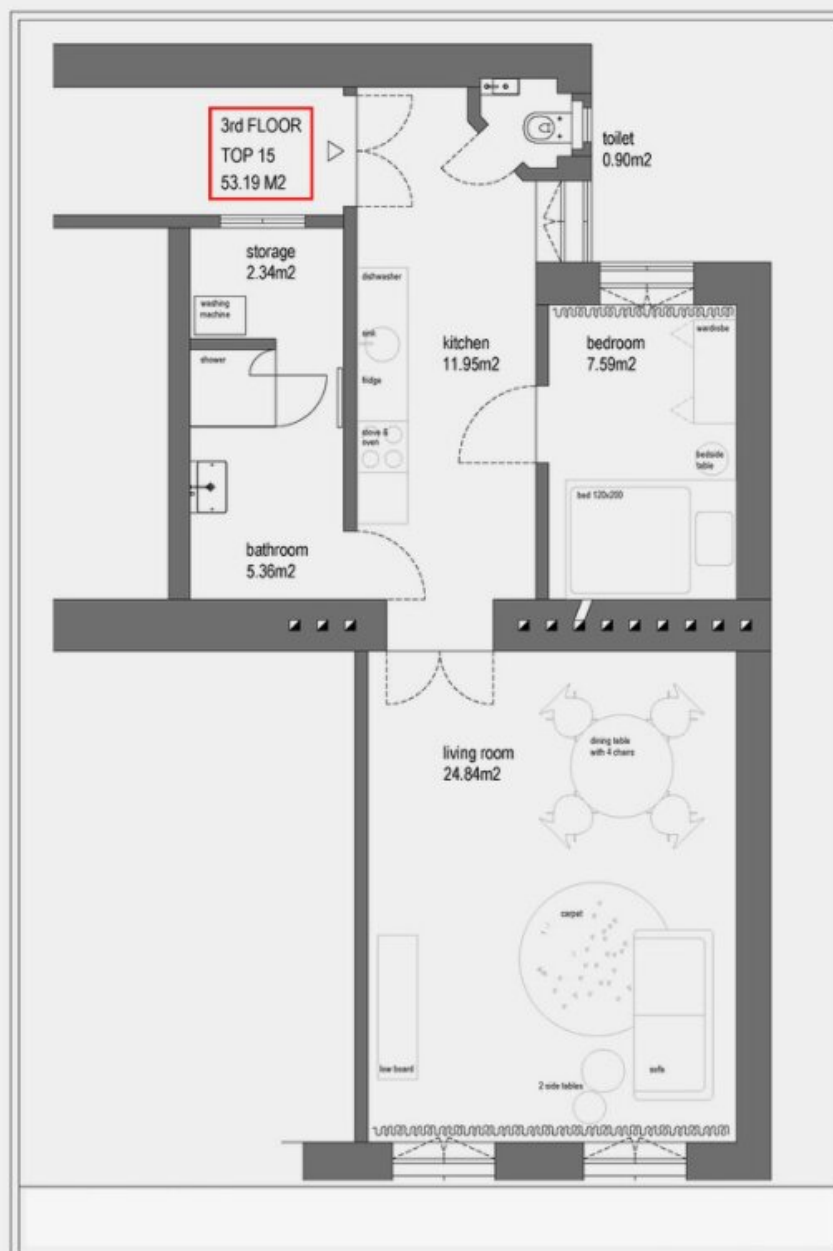 3rd FLOOR
TOP 15
53.19 M2
toilet
0.90m2
storage
2.34m2
washing
machine
shower
bathroom
5.36m2
dishwasher
sink
fridge
stove &
oven
kitchen
11.95m2
bedroom
7.59m2
wardrobe
bedside
table
bed 120x200
living room
24.84m2
dining table
with 4 chairs
carpet
low board
2 side tables
sofa